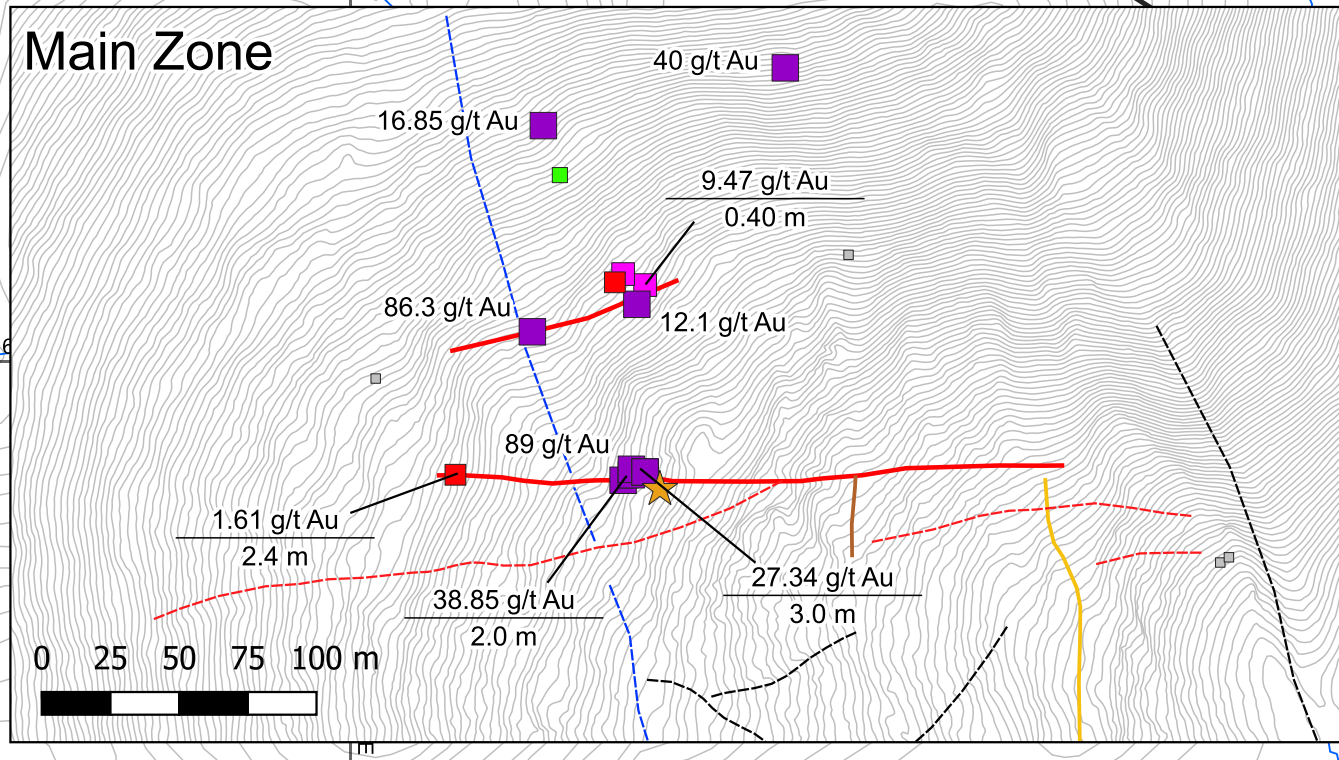 Main Zone
40 g/t Au
16.85 g/t Au
9.47 g/t Au
0.40 m
86.3 g/t Au
12.1 g/t Au
6
89 g/t Au
1.61 g/t Au
2.4 m
27.34 g/t Au
3.0 m
38.85 g/t Au
2.0 m
0 25 50 75 100 m